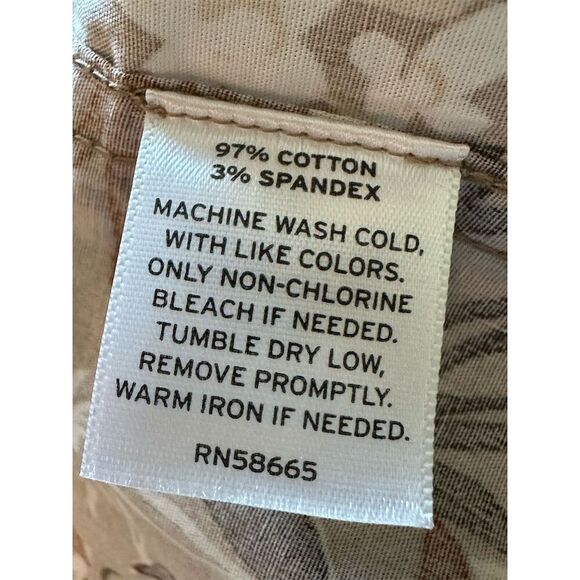 97% COTTON
3% SPANDEX
MACHINE WASH COLD,
WITH LIKE COLORS.
ONLY NON-CHLORINE
BLEACH IF NEEDED.
TUMBLE DRY LOW,
REMOVE PROMPTLY.
WARM IRON IF NEEDED.
RN58665